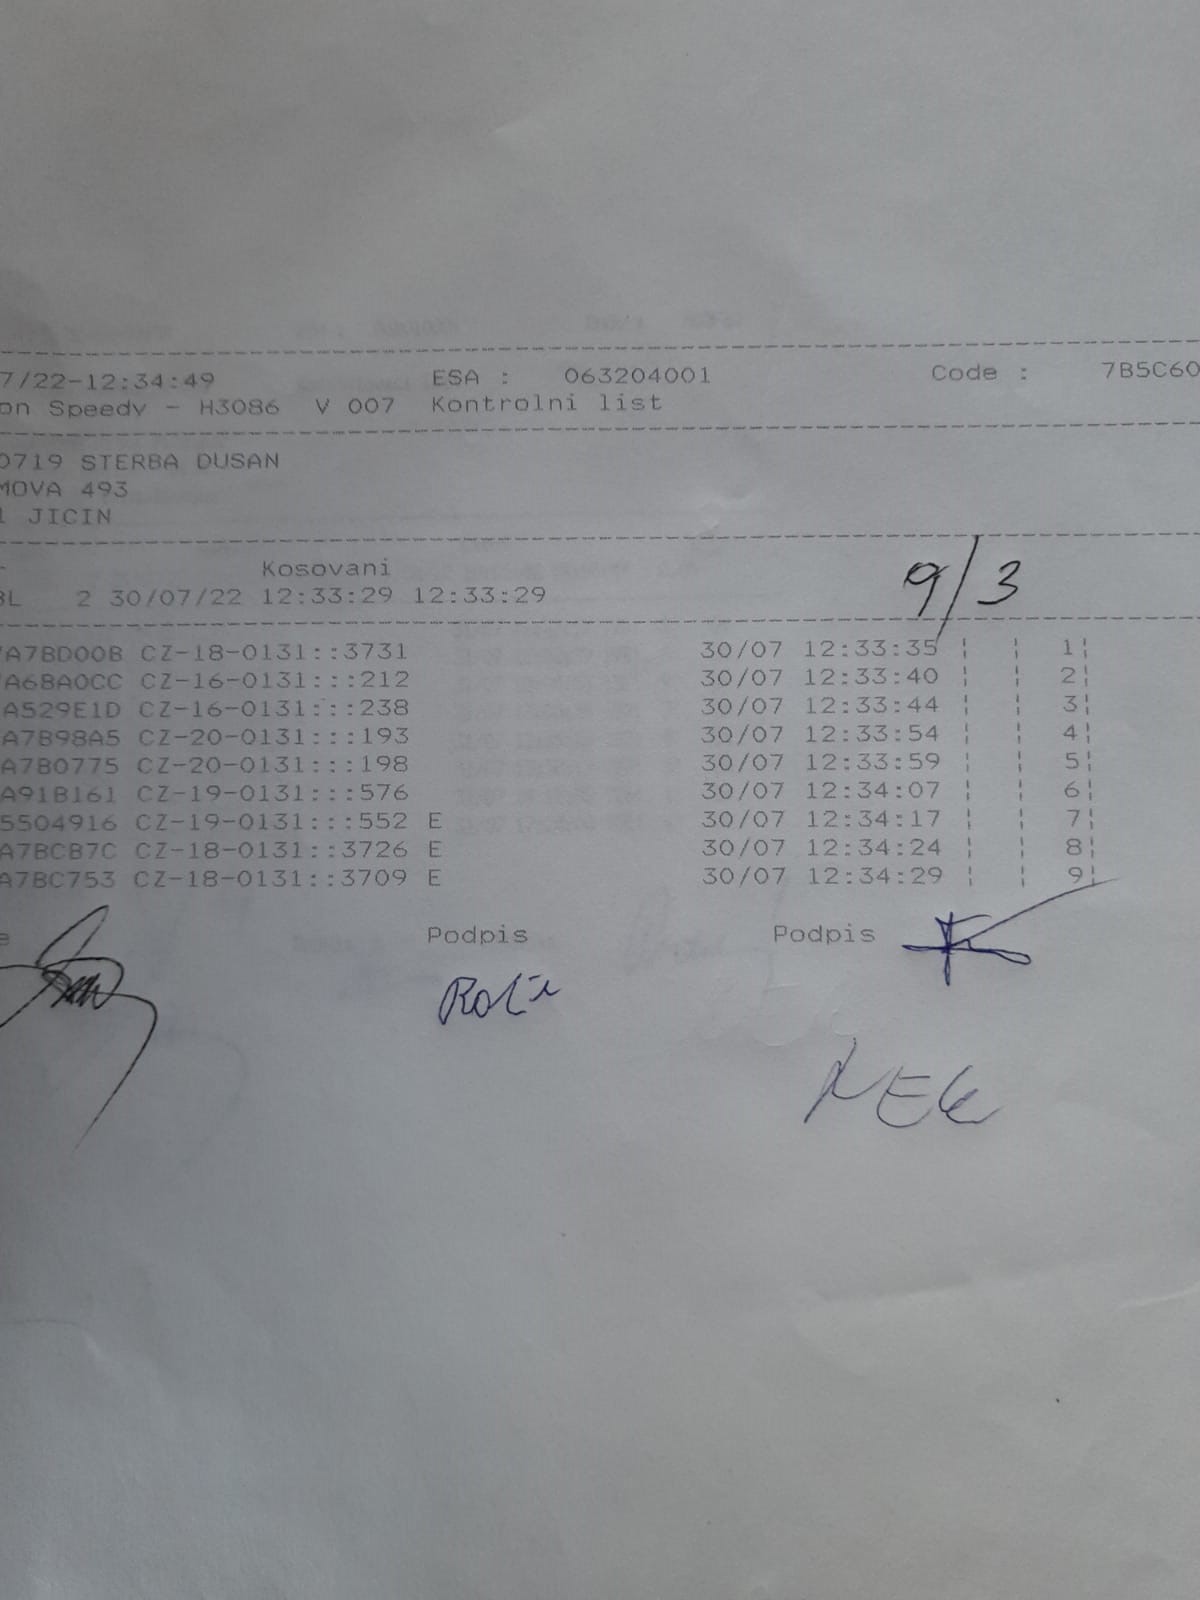 7/22-12:34:49 ESA : 063204001 Code : 7B5C60
on Speedy - H3086 V 007 Kontrolni list
0719 STERBA DUSAN
MOVA 493
1 JICIN
Kosovani
BL 2 30/07/22 12:33:29 12:33:29 9/3
A7BD00B CZ-18-0131::3731 30/07 12:33:35 ¦ ¦ 1¦
A68A0CC CZ-16-0131:::212 30/07 12:33:40 ¦ ¦ 2¦
A529E1D CZ-16-0131:::238 30/07 12:33:44 ¦ ¦ 3¦
A7B98A5 CZ-20-0131:::193 30/07 12:33:54 ¦ ¦ 4¦
A7B0775 CZ-20-0131:::198 30/07 12:33:59 ¦ ¦ 5¦
A91B161 CZ-19-0131:::576 30/07 12:34:07 ¦ ¦ 6¦
5504916 CZ-19-0131:::552 E 30/07 12:34:17 ¦ ¦ 7¦
A7BCB7C CZ-18-0131::3726 E 30/07 12:34:24 ¦ ¦ 8¦
A7BC753 CZ-18-0131::3709 E 30/07 12:34:29 ¦ ¦ 9¦
e Podpis Podpis